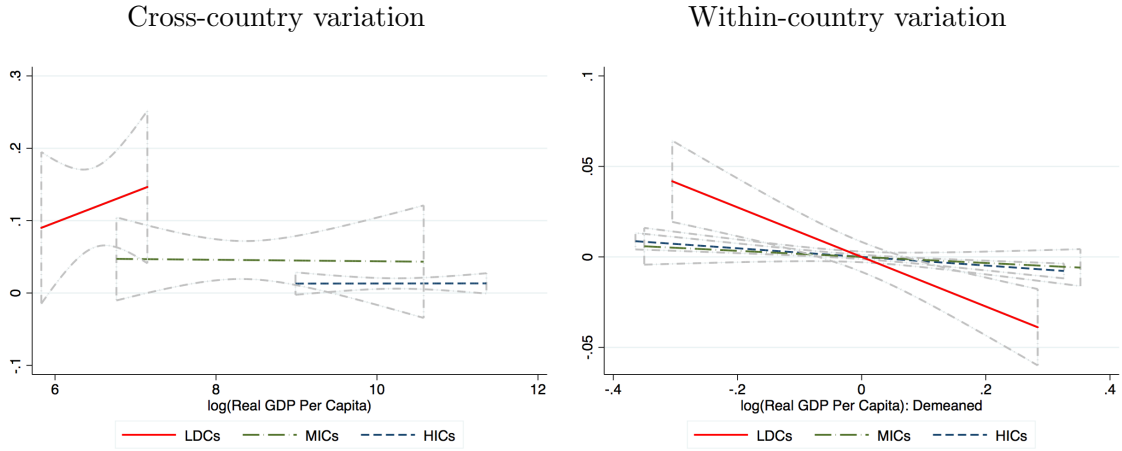 Cross-country variation
.3
.2
.1
0
-.1
6 8 10 12
log(Real GDP Per Capita)
LDCs MICs HICs
Within-country variation
.1
.05
0
-.05
-.4 -.2 0 .2 .4
log(Real GDP Per Capita): Demeaned
LDCs MICs HICs